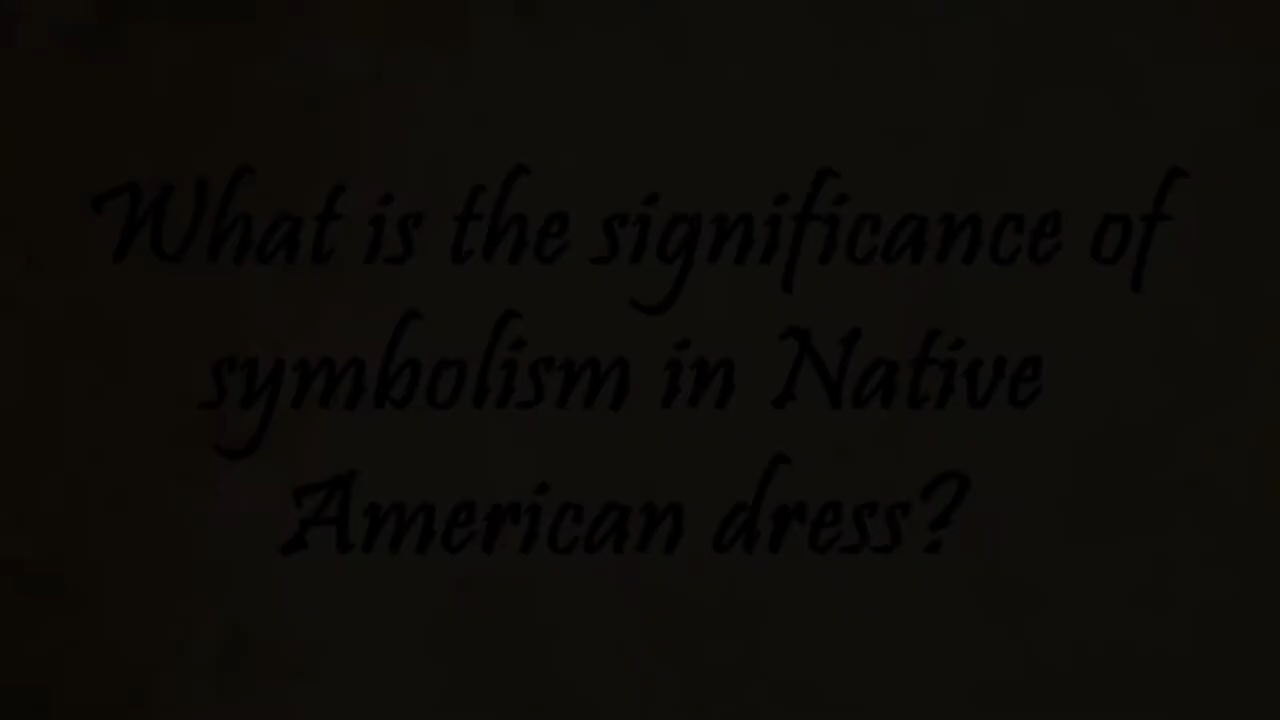 What is the significance of
symbolism in Native
American dress?